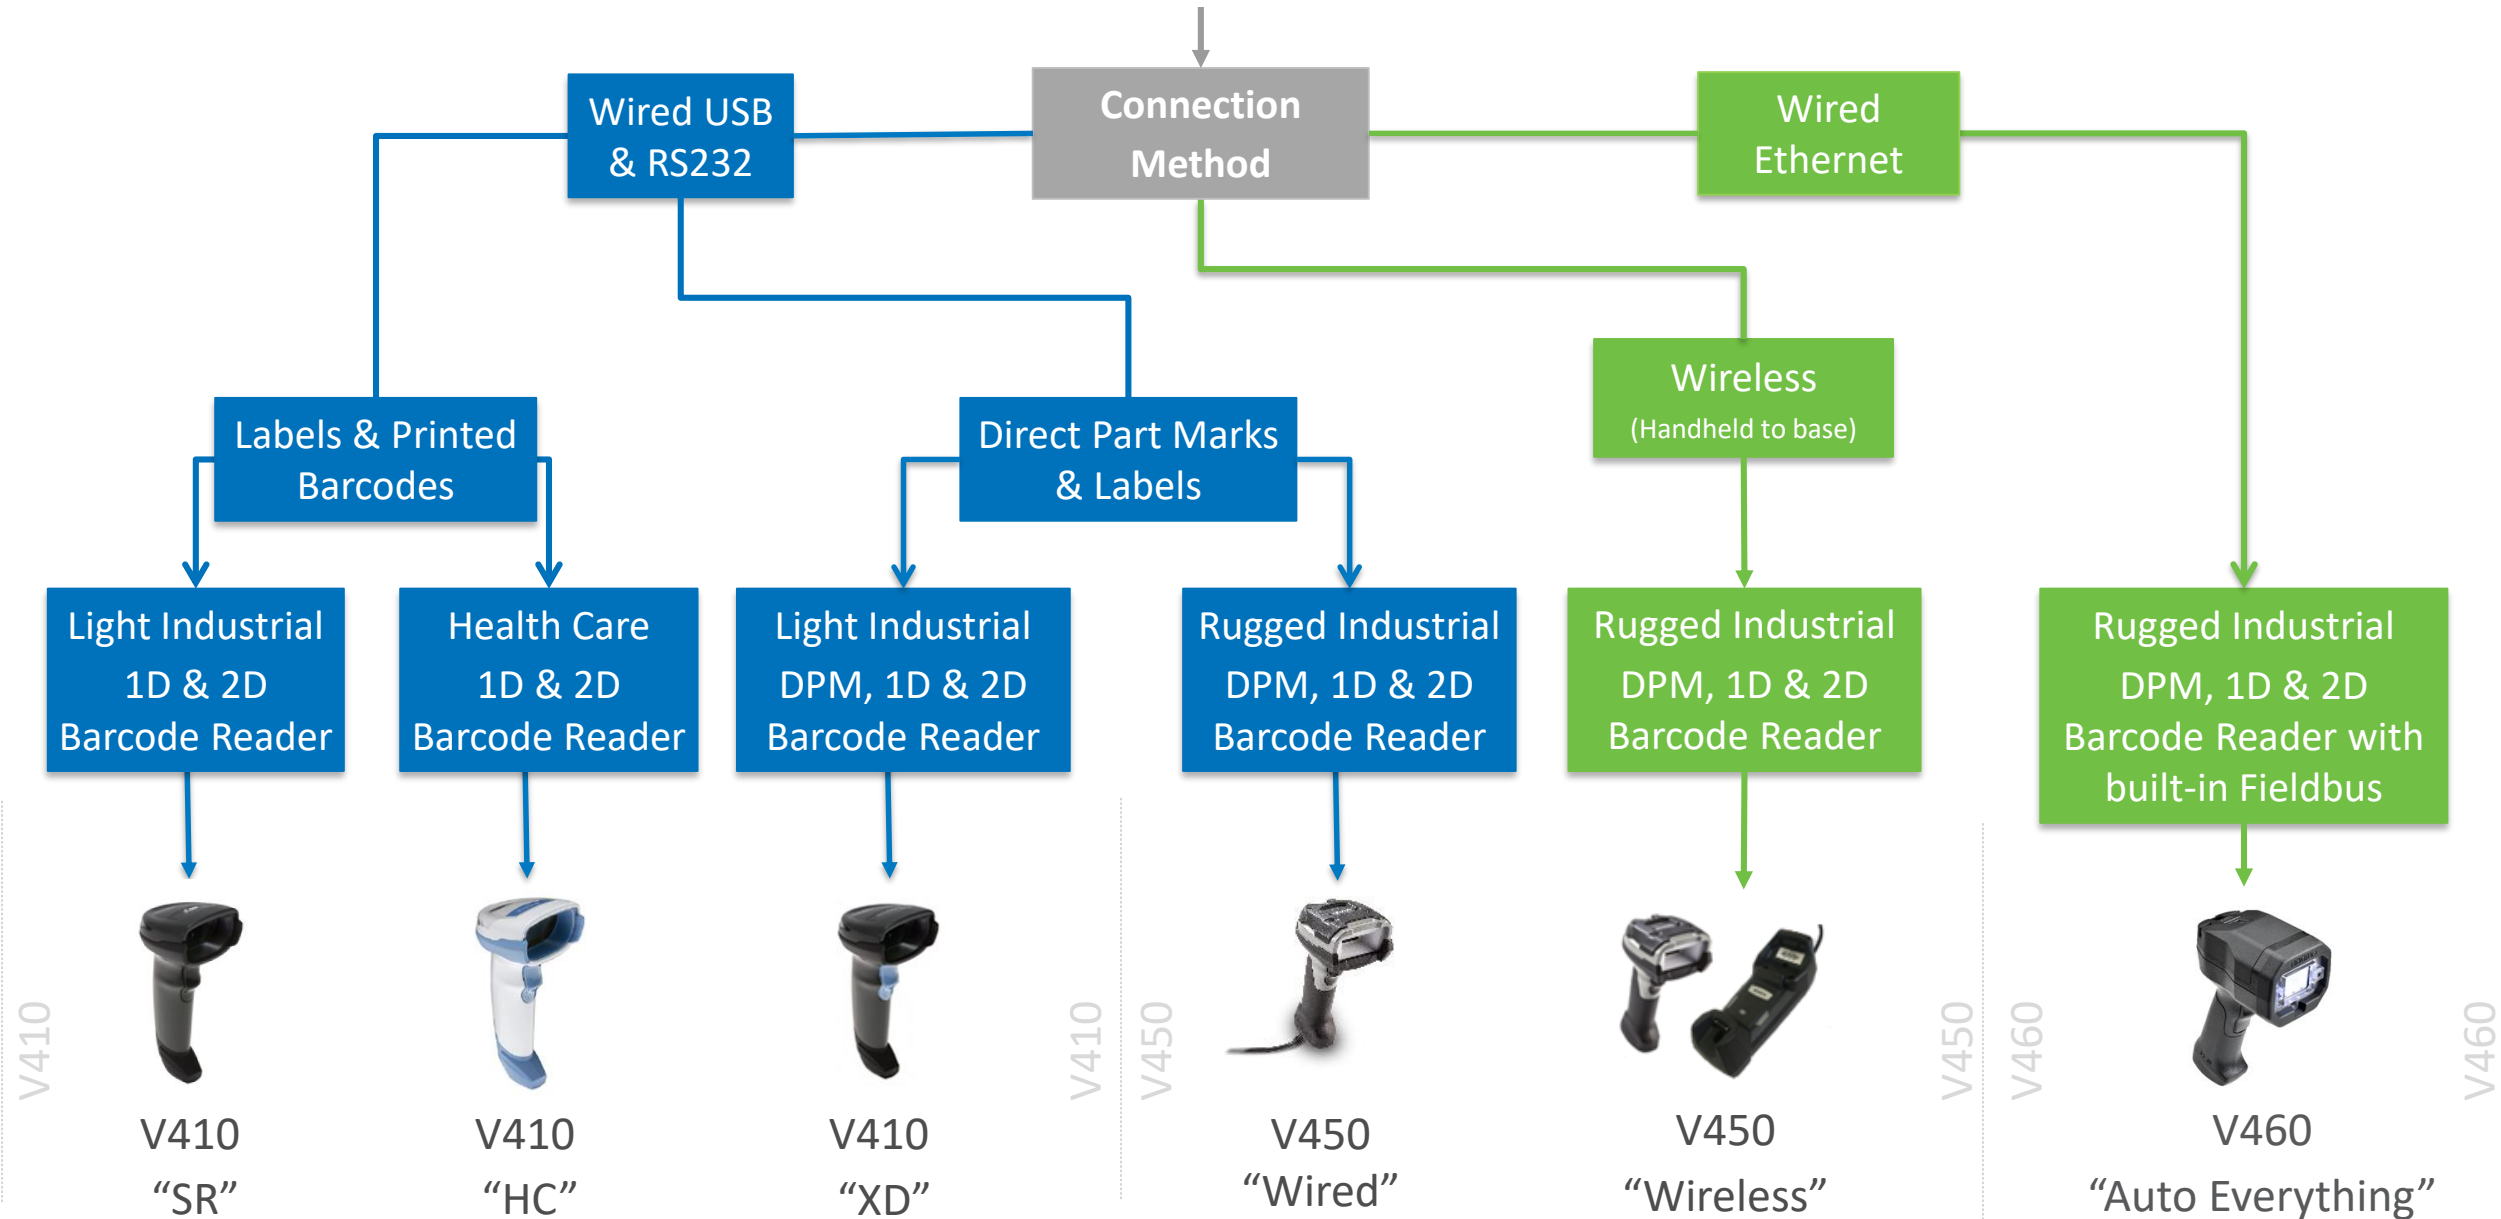 Connection
Method
Wired USB
& RS232
Wired
Ethernet
Wireless
(Handheld to base)
Labels & Printed
Barcodes
Direct Part Marks
& Labels
Light Industrial
1D & 2D
Barcode Reader
Health Care
1D & 2D
Barcode Reader
Light Industrial
DPM, 1D & 2D
Barcode Reader
Rugged Industrial
DPM, 1D & 2D
Barcode Reader
Rugged Industrial
DPM, 1D & 2D
Barcode Reader
Rugged Industrial
DPM, 1D & 2D
Barcode Reader with
built-in Fieldbus
V410
V410
V450
V450
V460
V460
V410
“SR”
V410
“HC”
V410
“XD”
V450
“Wired”
V450
“Wireless”
V460
“Auto Everything”